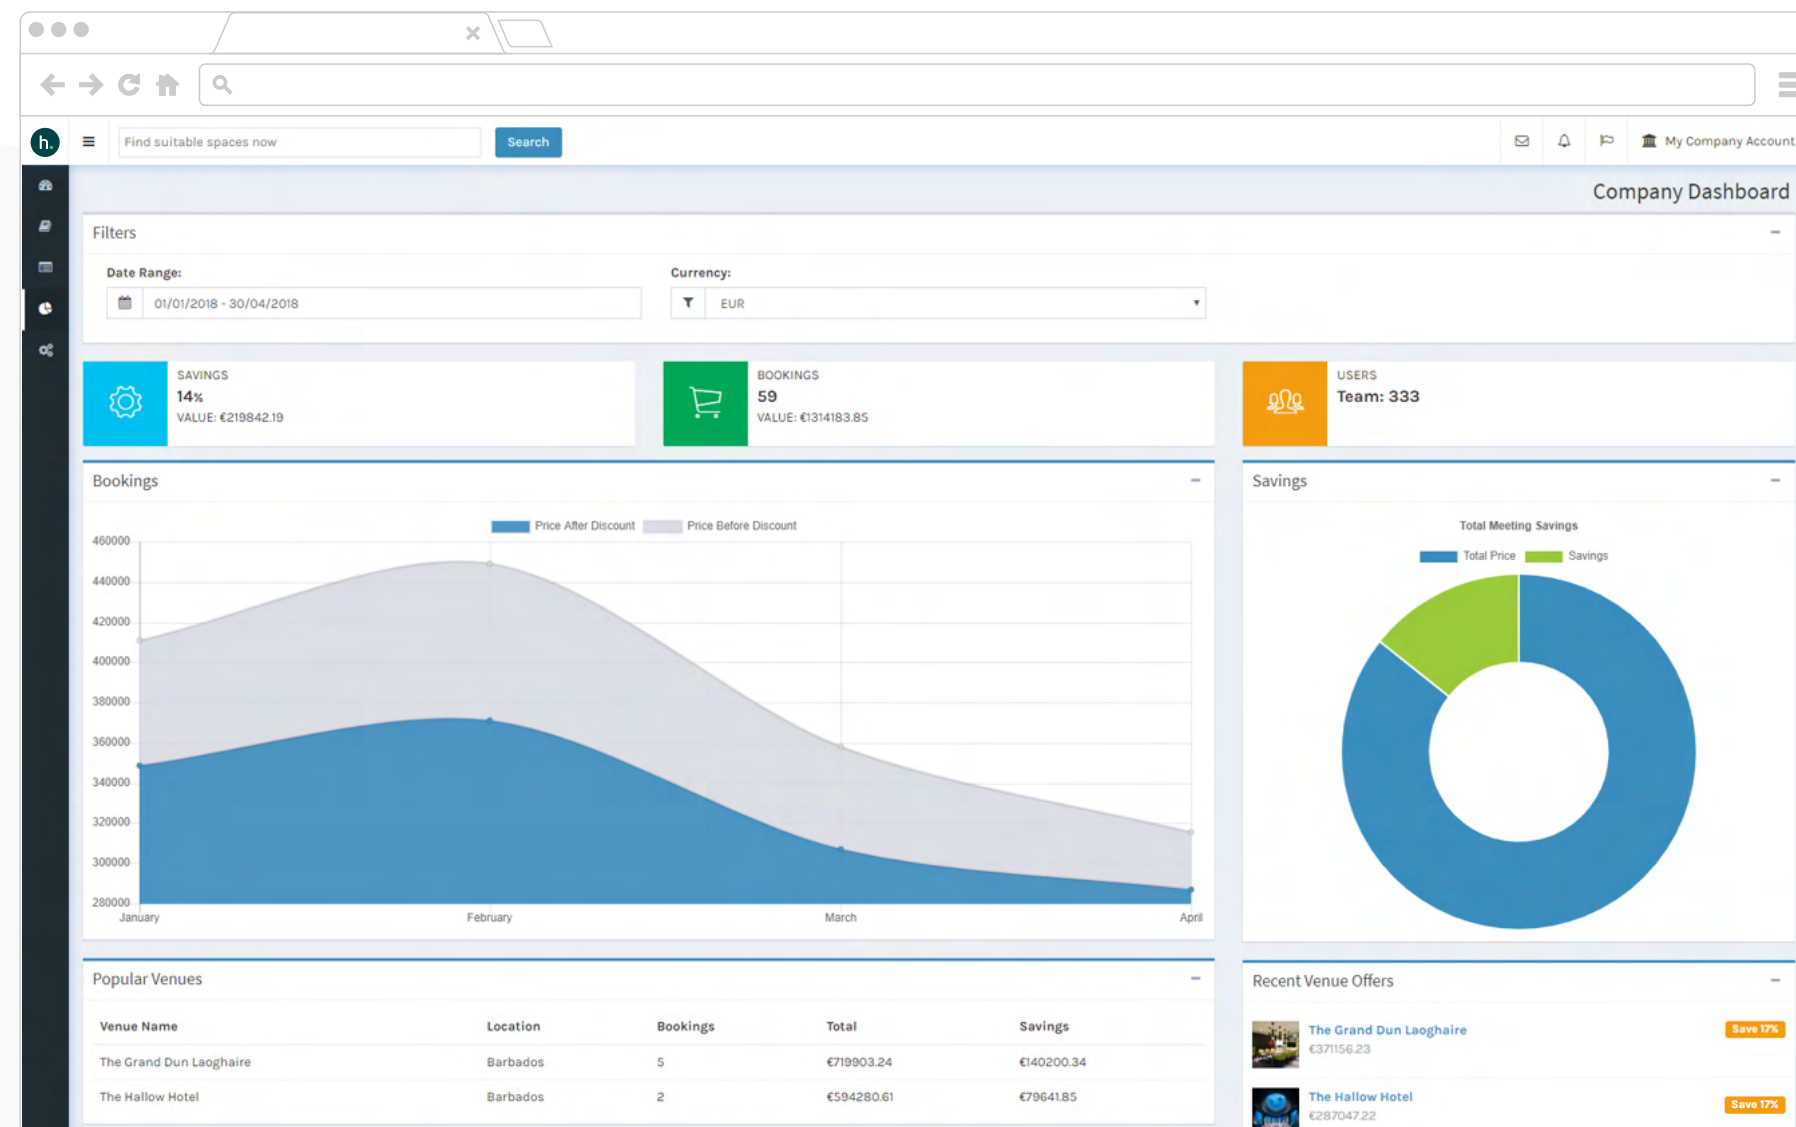 h.
Find suitable spaces now
Search
My Company Account
Company Dashboard
Filters
Date Range:
Currency:
01/01/2018 - 30/04/2018
EUR
SAVINGS
14%
VALUE: €219842.19
BOOKINGS
59
VALUE: €1314183.85
USERS
Team: 333
Bookings
Price After Discount
Price Before Discount
460000
440000
420000
400000
380000
360000
340000
320000
300000
280000
January
February
March
April
Savings
Total Meeting Savings
Total Price
Savings
Popular Venues
Venue Name Location Bookings Total Savings
The Grand Dun Laoghaire Barbados 5 €719903.24 €140200.34
The Hallow Hotel Barbados 2 €594280.61 €79641.85
Recent Venue Offers
The Grand Dun Laoghaire
Save 17%
€371156.23
The Hallow Hotel
Save 17%
€287047.22